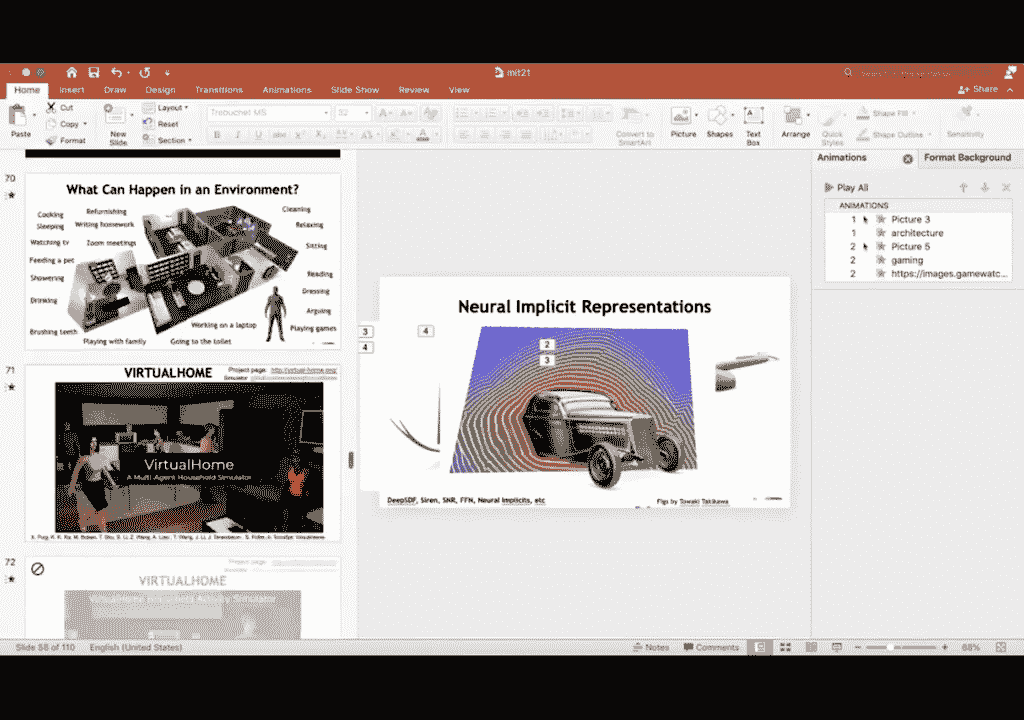 mit21
Home Insert Draw Design Transitions Animations Slide Show Review View
Share
Paste
Cut
Copy
Format
New Slide
Layout
Reset
Section
Trebuchet MS 32
Convert to SmartArt
Picture
Shapes
Text Box
Arrange
Quick Styles
Shape Fill
Shape Outline
Sensitivity
70
What Can Happen in an Environment?
Cooking
Refurnishing
Cleaning
Sleeping
Writing homework
Relaxing
Watching tv
Zoom meetings
Sitting
Feeding a pet
Showering
Reading
Drinking
Dressing
Arguing
Brushing teeth
Working on a laptop
Playing games
Playing with family
Going to the toilet
71
VIRTUALHOME
Project page:
Simulator
VirtualHome
A Multi Agent Household Simulator
72
Project page:
VIRTUALHOME
Neural Implicit Representations
3
4
4
2
3
DeepSDF, Siren, SNR, FFN, Neural Implicits, etc
Figs by Towaki Takikawa
Animations
Format Background
Play All
ANIMATIONS
1 Picture 3
1 architecture
2 Picture 5
2 gaming
2 https://images.gamewatc...
Slide 58 of 110
English (United States)
Notes
Comments
68%